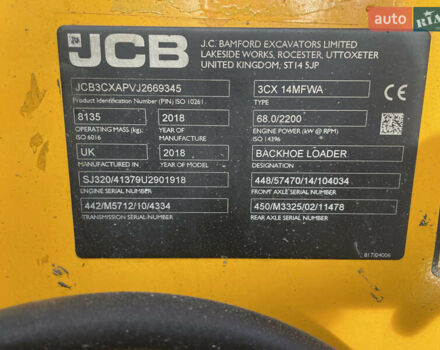 auto
RIA
JCB
J.C. BAMFORD EXCAVATORS LIMITED
LAKESIDE WORKS, ROCESTER, UTTOXETER
UNITED KINGDOM; ST14 5JP
JCB3CXAPVJ2669345
Product Identification Number (PIN) ISO 10261
3CX 14MFWA
TYPE
8135
OPERATING MASS (kg)
ISO 6016
2018
YEAR OF
MANUFACTURE
68.0/2200
ENGINE POWER (kW @ RPM)
ISO 14396
UK
MANUFACTURED IN
2018
YEAR OF MODEL
BACKHOE LOADER
DESIGNATION
SJ320/41379U2901918
ENGINE SERIAL NUMBER
448/57470/14/104034
FRONT AXLE SERIAL NUMBER
442/M5712/10/4334
TRANSMISSION SERIAL NUMBER
450/M3325/02/11478
REAR AXLE SERIAL NUMBER
817/04006